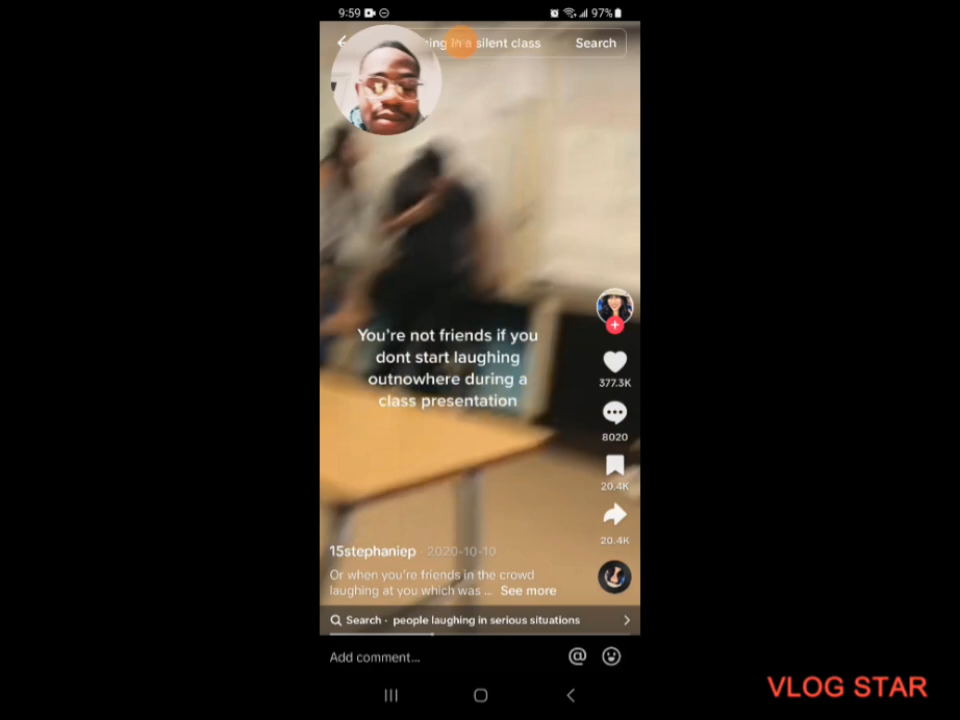 9:59
97%
ing in a silent class
Search
You're not friends if you
dont start laughing
outnowhere during a
class presentation
377.3K
8020
20.4K
20.4K
15stephaniep · 2020-10-10
Or when you're friends in the crowd
laughing at you which was ... See more
Search · people laughing in serious situations
Add comment...
VLOG STAR